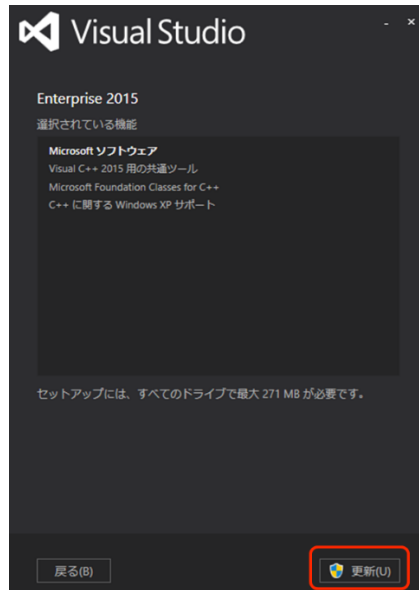 Visual Studio
Enterprise 2015
選択されている機能
Microsoft ソフトウェア
Visual C++ 2015 用の共通ツール
Microsoft Foundation Classes for C++
C++ に関する Windows XP サポート
セットアップには、すべてのドライブで最大 271 MB が必要です。
戻る(B)
更新(U)